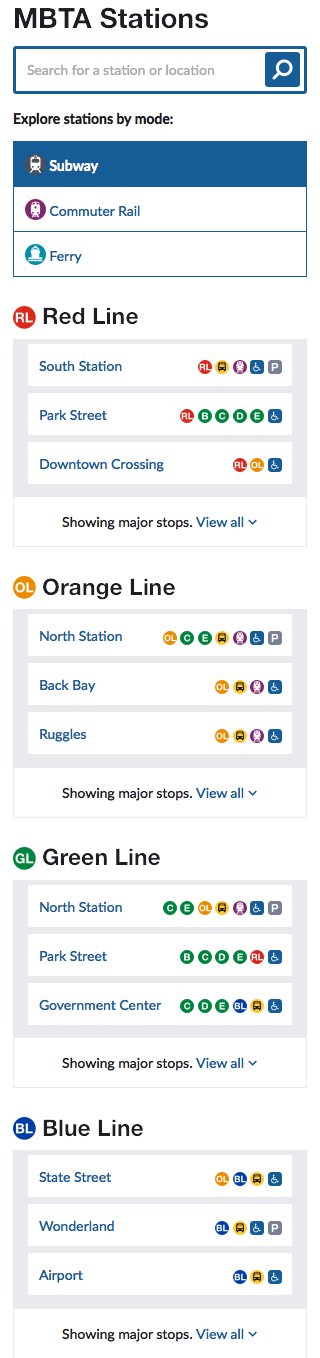 MBTA Stations
Search for a station or location
Explore stations by mode:
Subway
Commuter Rail
Ferry
RL Red Line
South Station RL P
Park Street RL B C D E
Downtown Crossing RL OL
Showing major stops. View all
OL Orange Line
North Station OL C E P
Back Bay OL
Ruggles OL
Showing major stops. View all
GL Green Line
North Station C E OL P
Park Street B C D E RL
Government Center C D E BL
Showing major stops. View all
BL Blue Line
State Street OL BL
Wonderland BL P
Airport BL
Showing major stops. View all